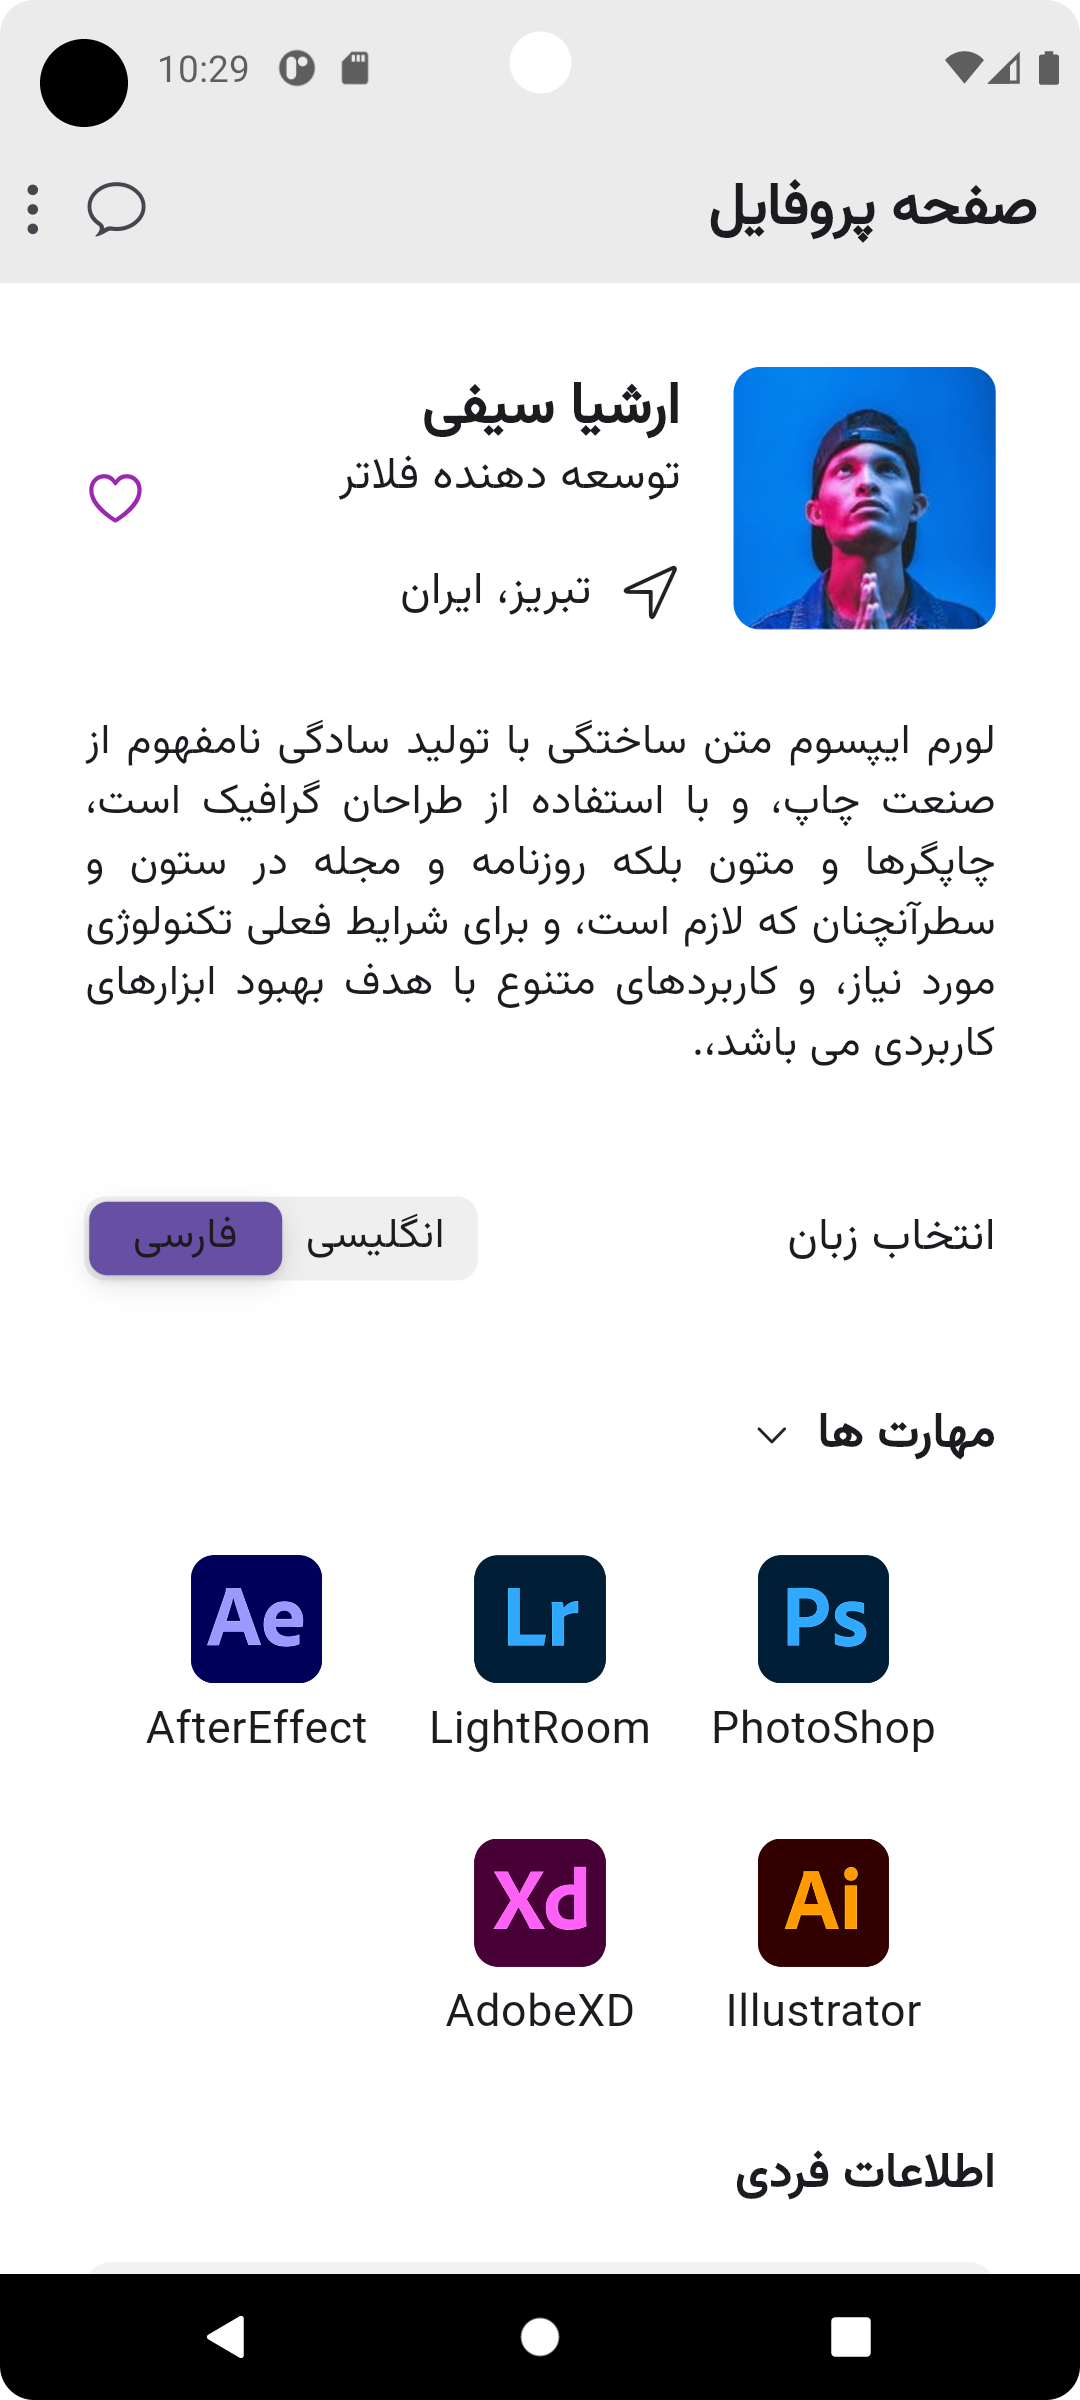 10:29
صفحه پروفایل
ارشیا سیفی
توسعه دهنده فلاتر
تبریز، ایران
لورم ایپسوم متن ساختگی با تولید سادگی نامفهوم از
صنعت چاپ، و با استفاده از طراحان گرافیک است،
چاپگرها و متون بلکه روزنامه و مجله در ستون و
سطرآنچنان که لازم است، و برای شرایط فعلی تکنولوژی
مورد نیاز، و کاربردهای متنوع با هدف بهبود ابزارهای
کاربردی می باشد،.
انتخاب زبان
انگلیسی
فارسی
مهارت ها
Ps
Lr
Ae
PhotoShop
LightRoom
AfterEffect
Ai
Xd
Illustrator
AdobeXD
اطلاعات فردی